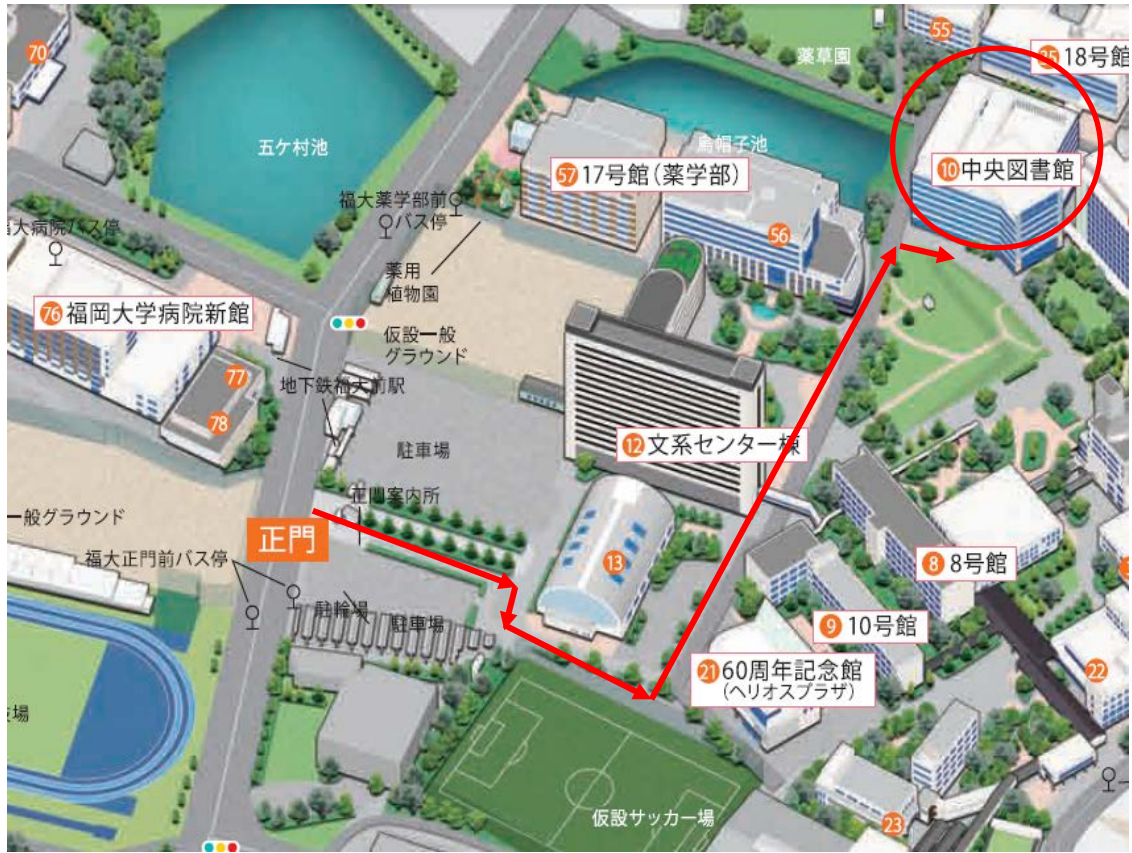 70
五ケ村池
薬草園
55
35 18号館
烏帽子池
10 中央図書館
57 17号館(薬学部)
福大薬学部前
バス停
56
薬用
植物園
福大病院バス停
76 福岡大学病院新館
仮設一般
グラウンド
77
78
地下鉄福大前駅
駐車場
12 文系センター棟
正門案内所
正門
一般グラウンド
福大正門前バス停
13
8 8号館
駐輪場
駐車場
9 10号館
21 60周年記念館
(ヘリオスプラザ)
22
仮設サッカー場
23